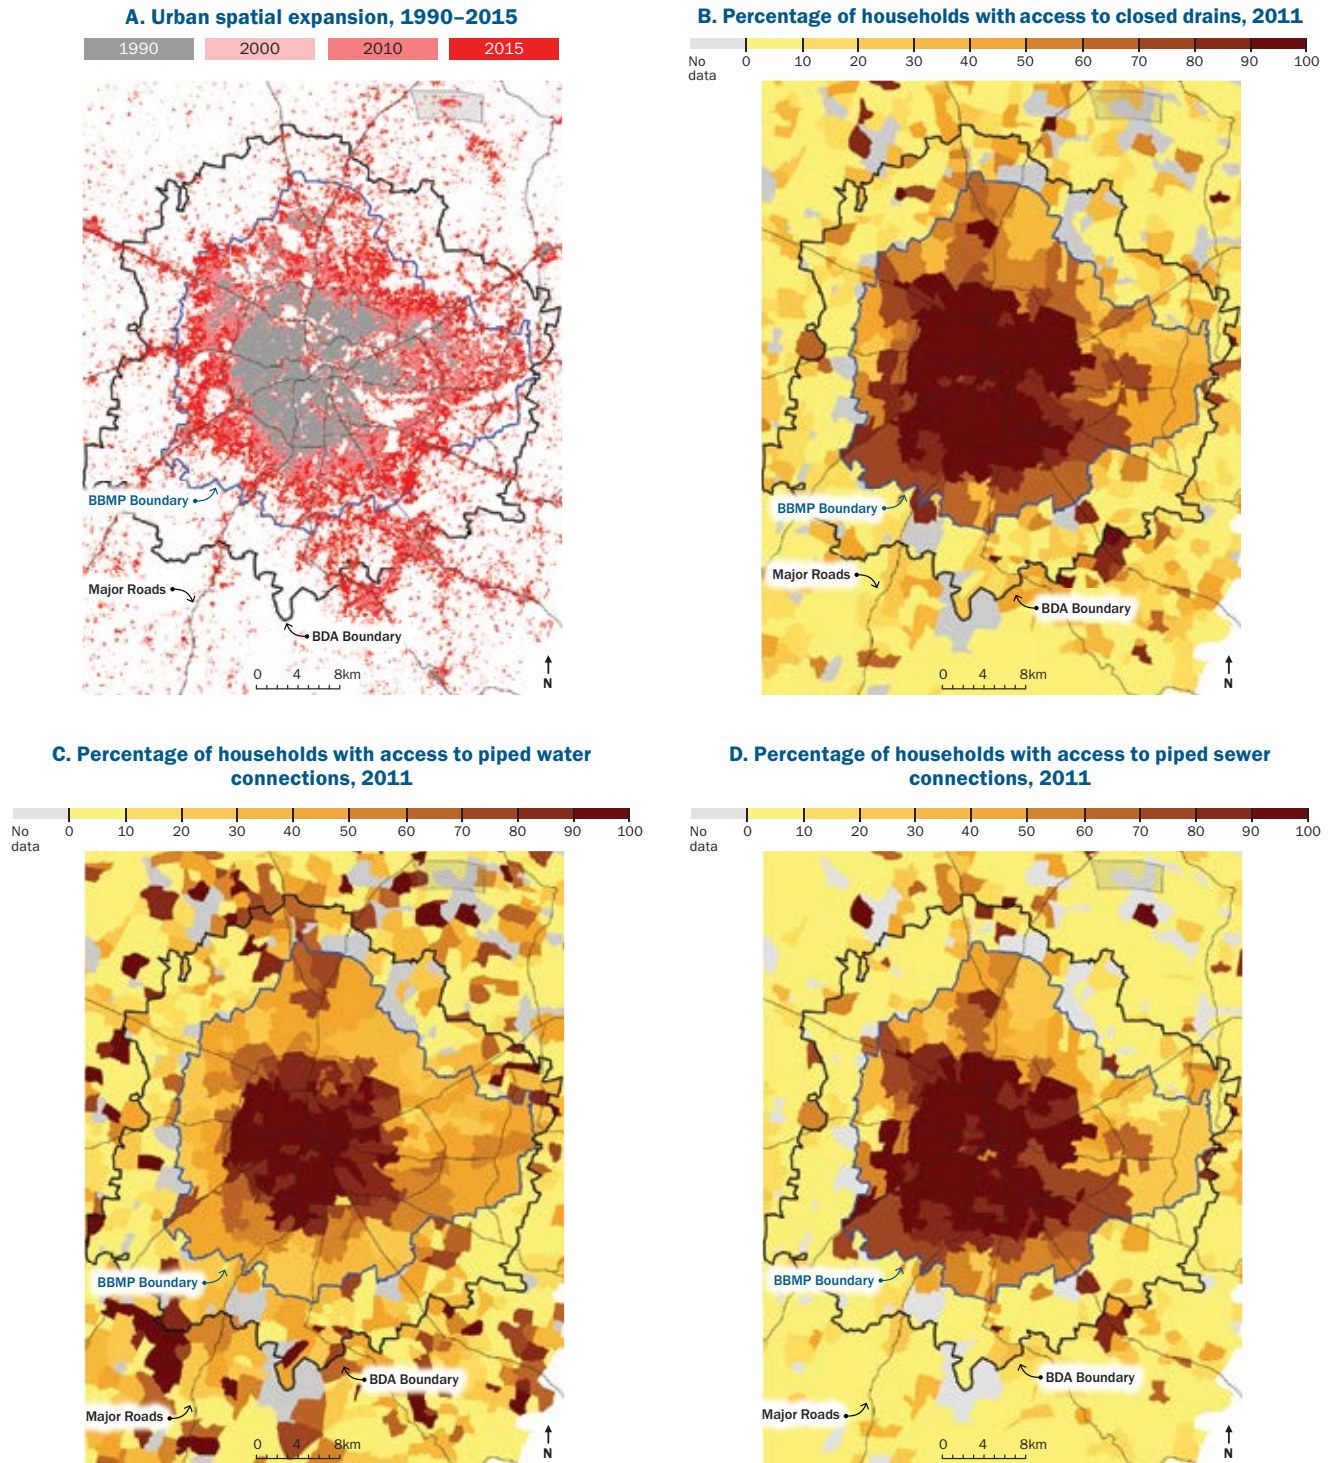 A. Urban spatial expansion, 1990–2015
1990 2000 2010 2015
BBMP Boundary
Major Roads
BDA Boundary
0 4 8km
N
B. Percentage of households with access to closed drains, 2011
No data 0 10 20 30 40 50 60 70 80 90 100
BBMP Boundary
Major Roads
BDA Boundary
0 4 8km
N
C. Percentage of households with access to piped water
connections, 2011
No data 0 10 20 30 40 50 60 70 80 90 100
BBMP Boundary
BDA Boundary
Major Roads
0 4 8km
N
D. Percentage of households with access to piped sewer
connections, 2011
No data 0 10 20 30 40 50 60 70 80 90 100
BBMP Boundary
BDA Boundary
Major Roads
0 4 8km
N